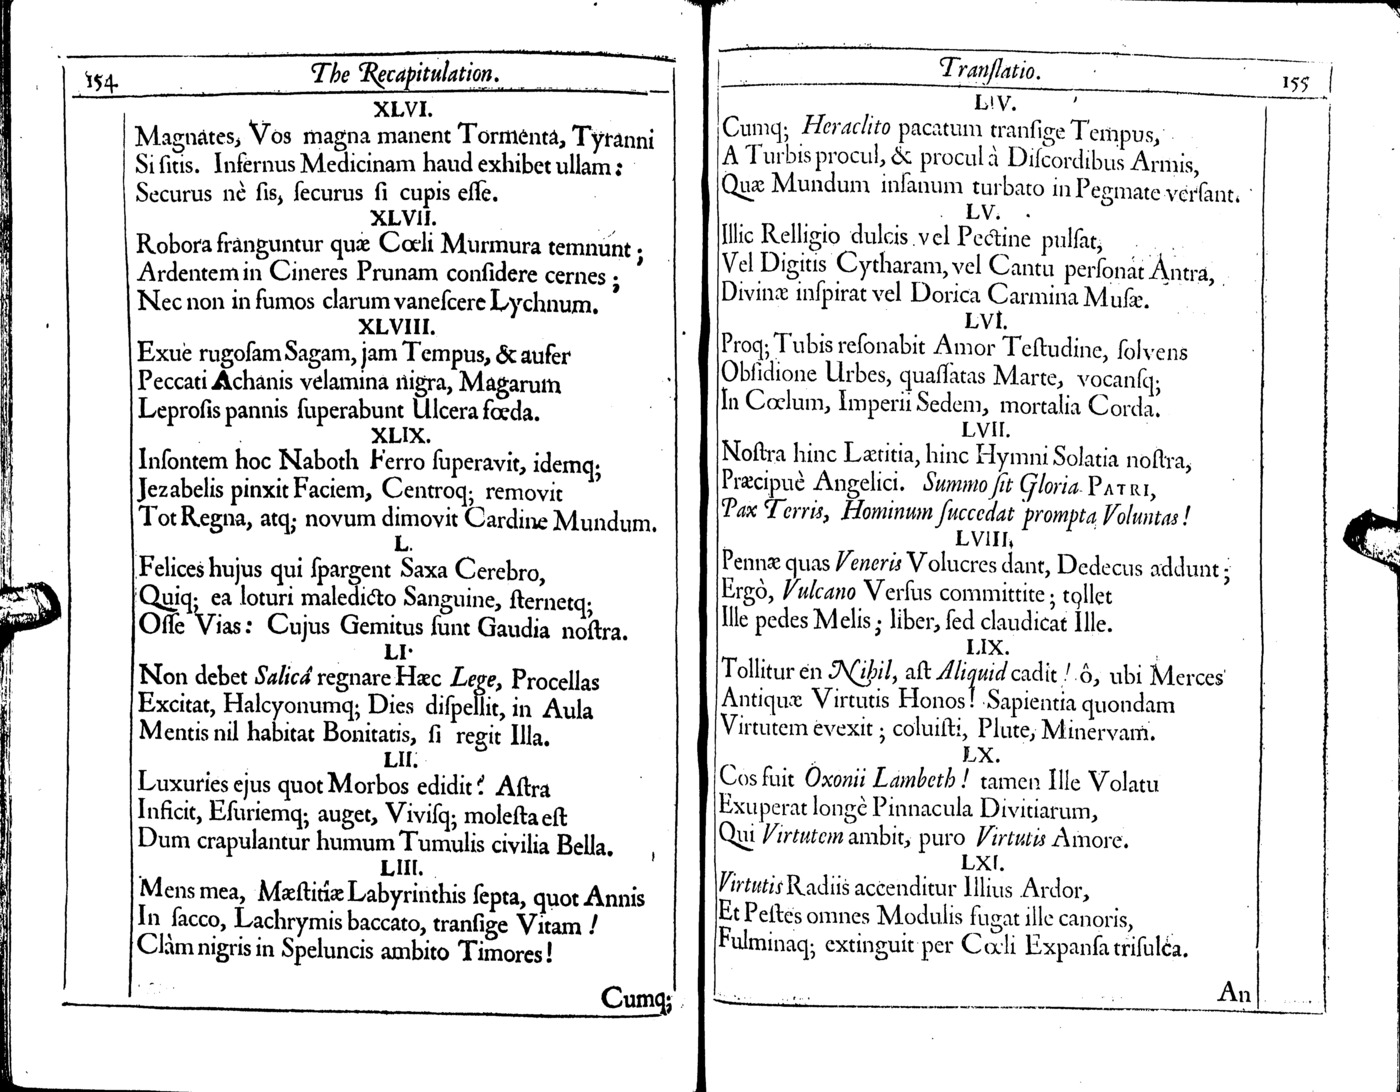 154
The Recapitulation.
XLVI.
Magnates, Vos magna manent Tormenta, Tyranni
Si ſitis. Infernus Medicinam haud exhibet ullam:
Securus nè ſis, ſecurus ſi cupis eſſe.
XLVII.
Robora franguntur quæ Cœli Murmura temnunt;
Ardentem in Cineres Prunam conſidere cernes;
Nec non in fumos clarum vaneſcere Lychnum.
XLVIII.
Exue rugoſam Sagam, jam Tempus, & aufer
Peccati Achanis velamina nigra, Magarum
Leproſis pannis ſuperabunt Ulcera fœda.
XLIX.
Inſontem hoc Naboth Ferro ſuperavit, idemq;
Jezabelis pinxit Faciem, Centroq; removit
Tot Regna, atq; novum dimovit Cardine Mundum.
L.
Felices hujus qui ſpargent Saxa Cerebro,
Quiq; ea loturi maledicto Sanguine, ſternetq;
Oſſe Vias: Cujus Gemitus ſunt Gaudia noſtra.
LI.
Non debet Salicâ regnare Hæc Lege, Procellas
Excitat, Halcyonumq; Dies diſpellit, in Aula
Mentis nil habitat Bonitatis, ſi regit Illa.
LII.
Luxuries ejus quot Morbos edidit? Aſtra
Inficit, Eſuriemq; auget, Viviſq; moleſta eſt
Dum crapulantur humum Tumulis civilia Bella.
LIII.
Mens mea, Mæſtitiæ Labyrinthis ſepta, quot Annis
In ſacco, Lachrymis baccato, tranſige Vitam!
Clàm nigris in Speluncis ambito Timores!
Cumq;
Tranſlatio.
155
LIV.
Cumq; Heraclito pacatum tranſige Tempus,
A Turbis procul, & procul à Diſcordibus Armis,
Quæ Mundum inſanum turbato in Pegmate verſant.
LV.
Illic Relligio dulcis vel Pectine pulſat,
Vel Digitis Cytharam, vel Cantu perſonat Antra,
Divinæ inſpirat vel Dorica Carmina Muſæ.
LVI.
Proq; Tubis reſonabit Amor Teſtudine, ſolvens
Obſidione Urbes, quaſſatas Marte, vocanſq;
In Cœlum, Imperii Sedem, mortalia Corda.
LVII.
Noſtra hinc Lætitia, hinc Hymni Solatia noſtra,
Præcipuè Angelici. Summo ſit Gloria PATRI,
Pax Terris, Hominum ſuccedat prompta Voluntas!
LVIII.
Pennæ quas Veneris Volucres dant, Dedecus addunt;
Ergò, Vulcano Verſus committite; tollet
Ille pedes Melis; liber, ſed claudicat Ille.
LIX.
Tollitur en Nihil, aſt Aliquid cadit! ô, ubi Merces
Antiquæ Virtutis Honos! Sapientia quondam
Virtutem evexit; coluiſti, Plute, Minervam.
LX.
Cos fuit Oxonii Lambeth! tamen Ille Volatu
Exuperat longè Pinnacula Divitiarum,
Qui Virtutem ambit, puro Virtutis Amore.
LXI.
Virtutis Radiis accenditur Illius Ardor,
Et Peſtes omnes Modulis fugat ille canoris,
Fulminaq; extinguit per Cœli Expanſa triſulca.
An